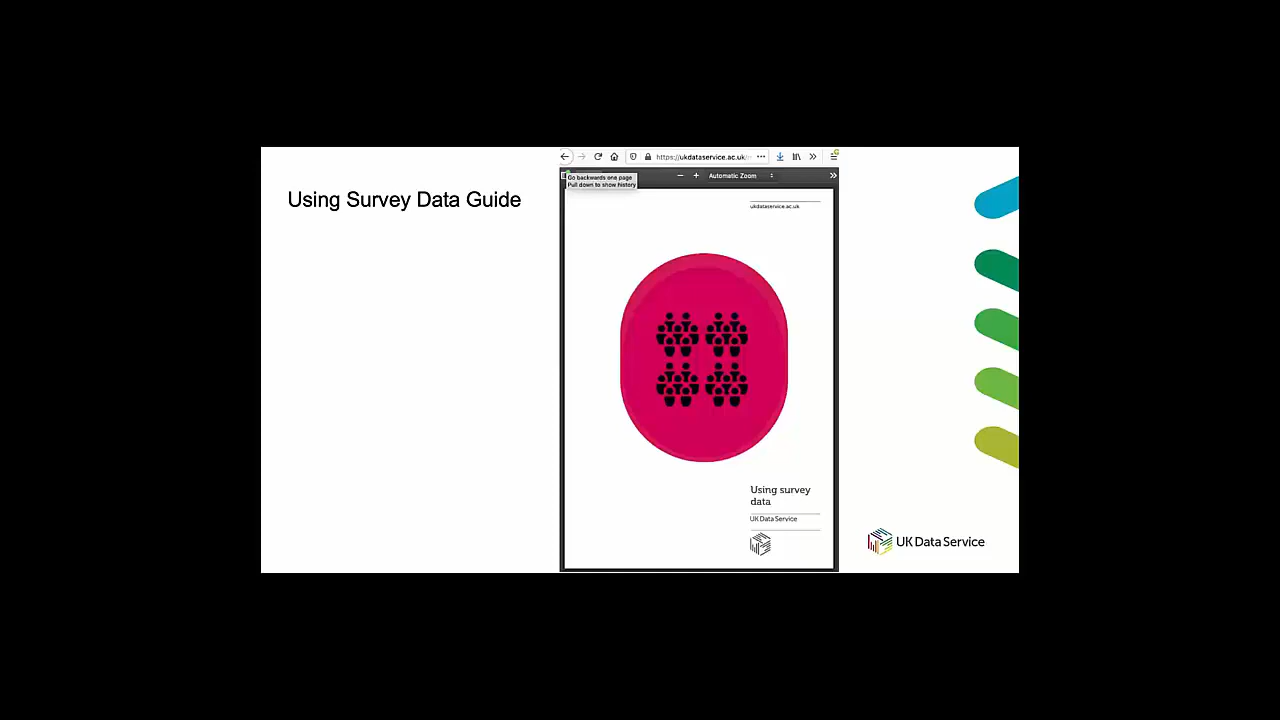 Using Survey Data Guide
https://ukdataservice.ac.uk/
Go backwards one page
Pull down to show history
Automatic Zoom
ukdataservice.ac.uk
Using survey
data
UK Data Service
UK Data Service